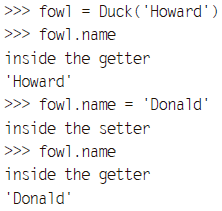 >>> fowl = Duck('Howard')
>>> fowl.name
inside the getter
'Howard'
>>> fowl.name = 'Donald'
inside the setter
>>> fowl.name
inside the getter
'Donald'